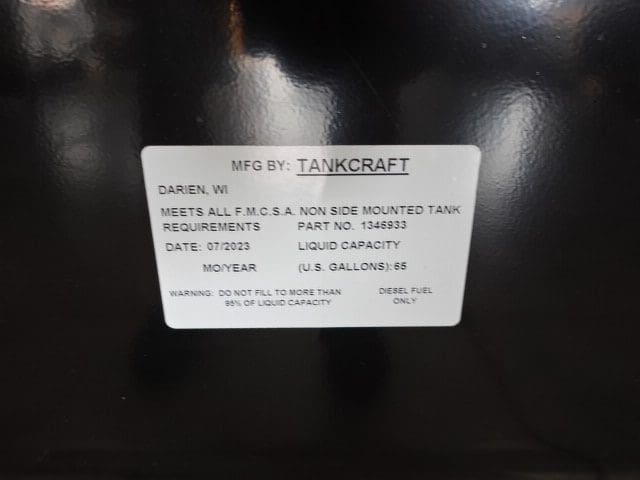 MFG BY: TANKCRAFT
DARIEN, WI
MEETS ALL F.M.C.S.A. NON SIDE MOUNTED TANK
REQUIREMENTS PART NO. 1346933
DATE: 07/2023 LIQUID CAPACITY
MO/YEAR (U.S. GALLONS): 65
WARNING: DO NOT FILL TO MORE THAN DIESEL FUEL
95% OF LIQUID CAPACITY ONLY